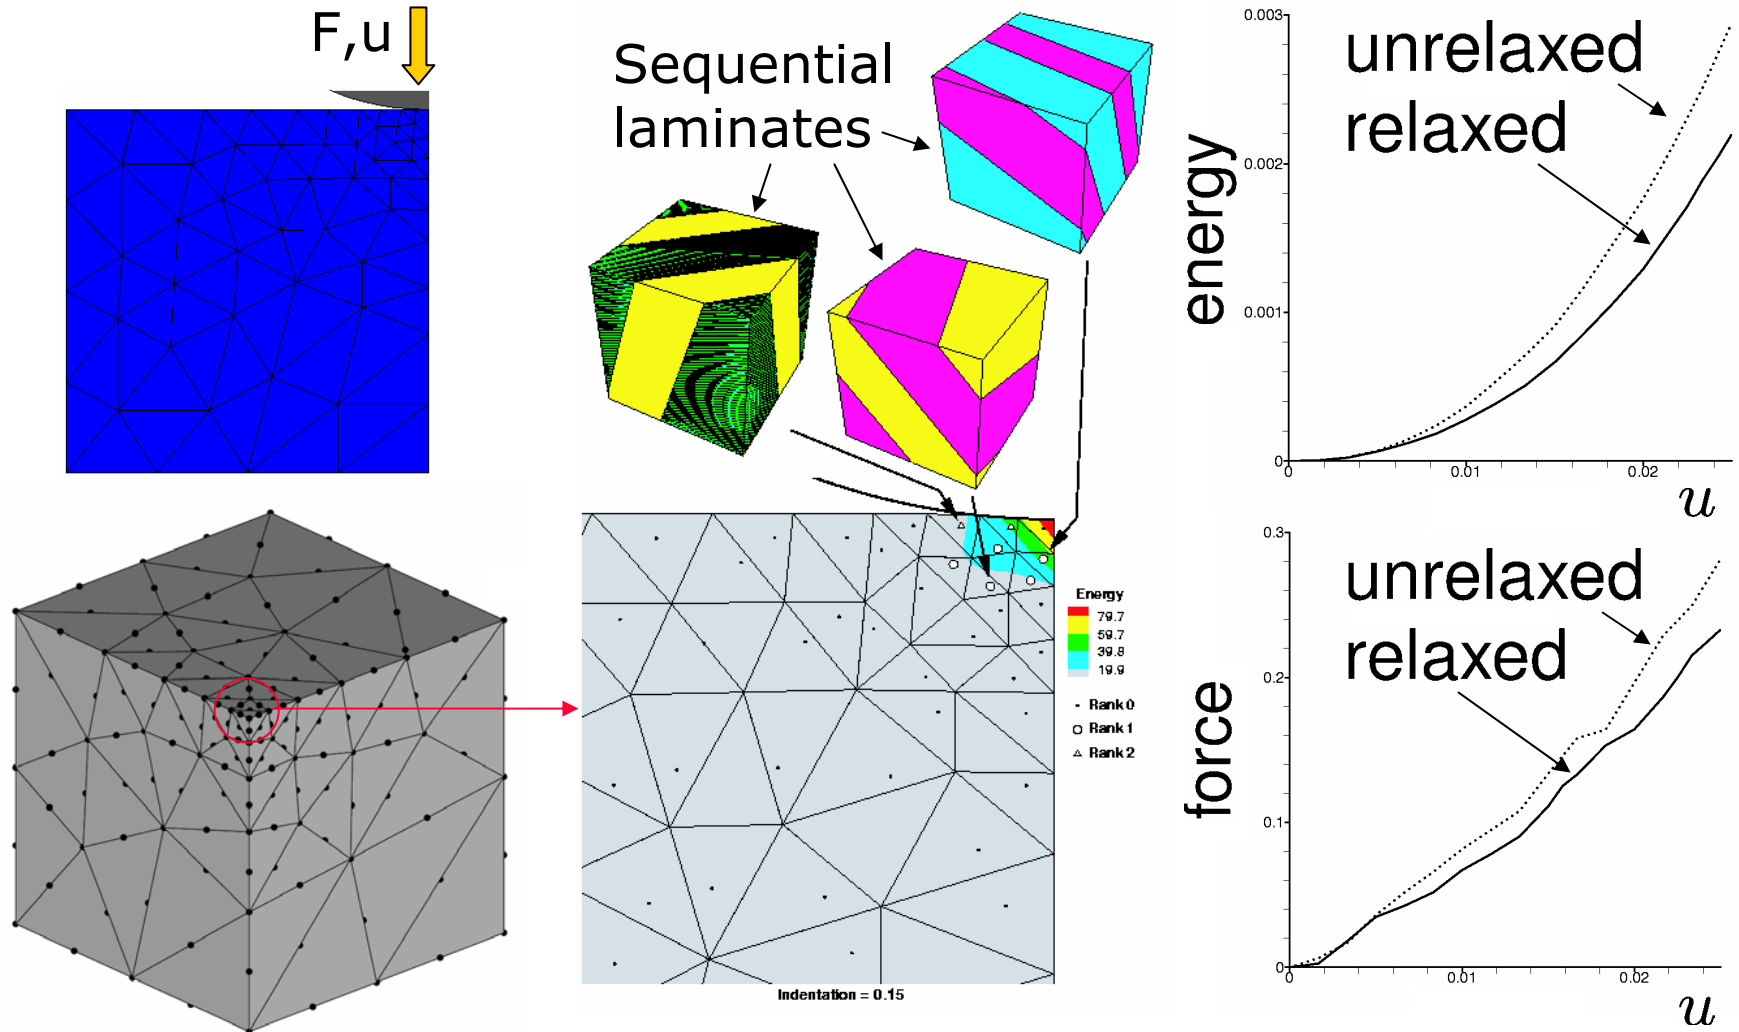 F,u
Sequential
laminates
Energy
79.7
59.7
39.8
19.9
Rank 0
Rank 1
Rank 2
Indentation = 0.15
0.003
unrelaxed
relaxed
0.002
energy
0.001
0
0
0.01
0.02
u
0.3
unrelaxed
relaxed
0.2
force
0.1
0
0
0.01
0.02
u